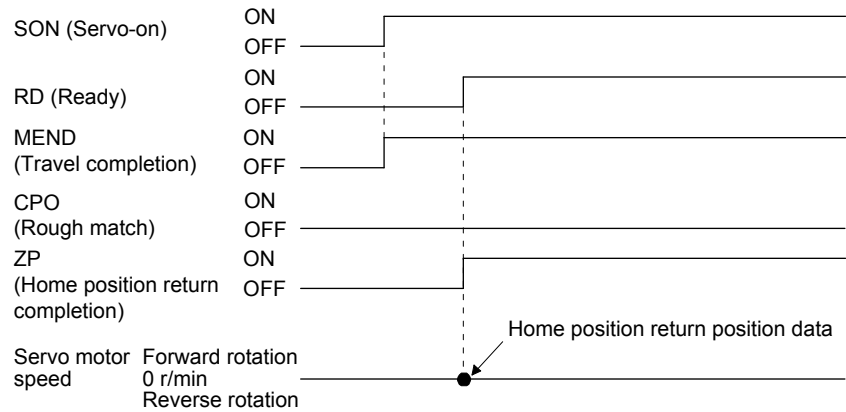 SON (Servo-on)
ON
OFF
RD (Ready)
ON
OFF
MEND
(Travel completion)
ON
OFF
CPO
(Rough match)
ON
OFF
ZP
(Home position return
completion)
ON
OFF
Home position return position data
Servo motor
speed
Forward rotation
0 r/min
Reverse rotation